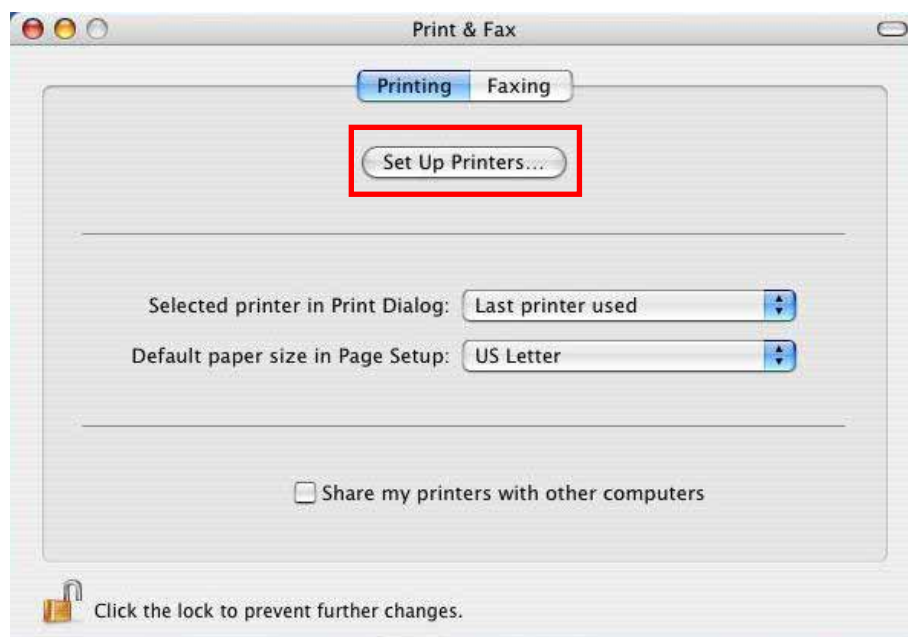 Print & Fax
Printing Faxing
Set Up Printers...
Selected printer in Print Dialog: Last printer used
Default paper size in Page Setup: US Letter
Share my printers with other computers
Click the lock to prevent further changes.